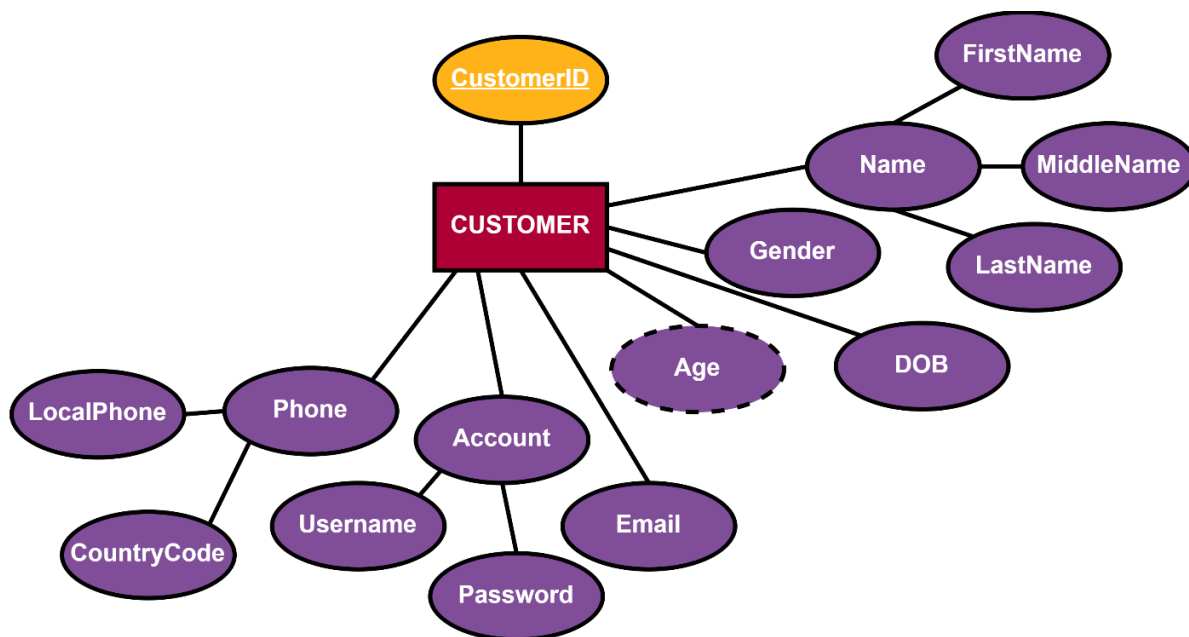 FirstName
CustomerID
Name
MiddleName
CUSTOMER
Gender
LastName
Age
DOB
LocalPhone
Phone
Account
Username
Email
CountryCode
Password